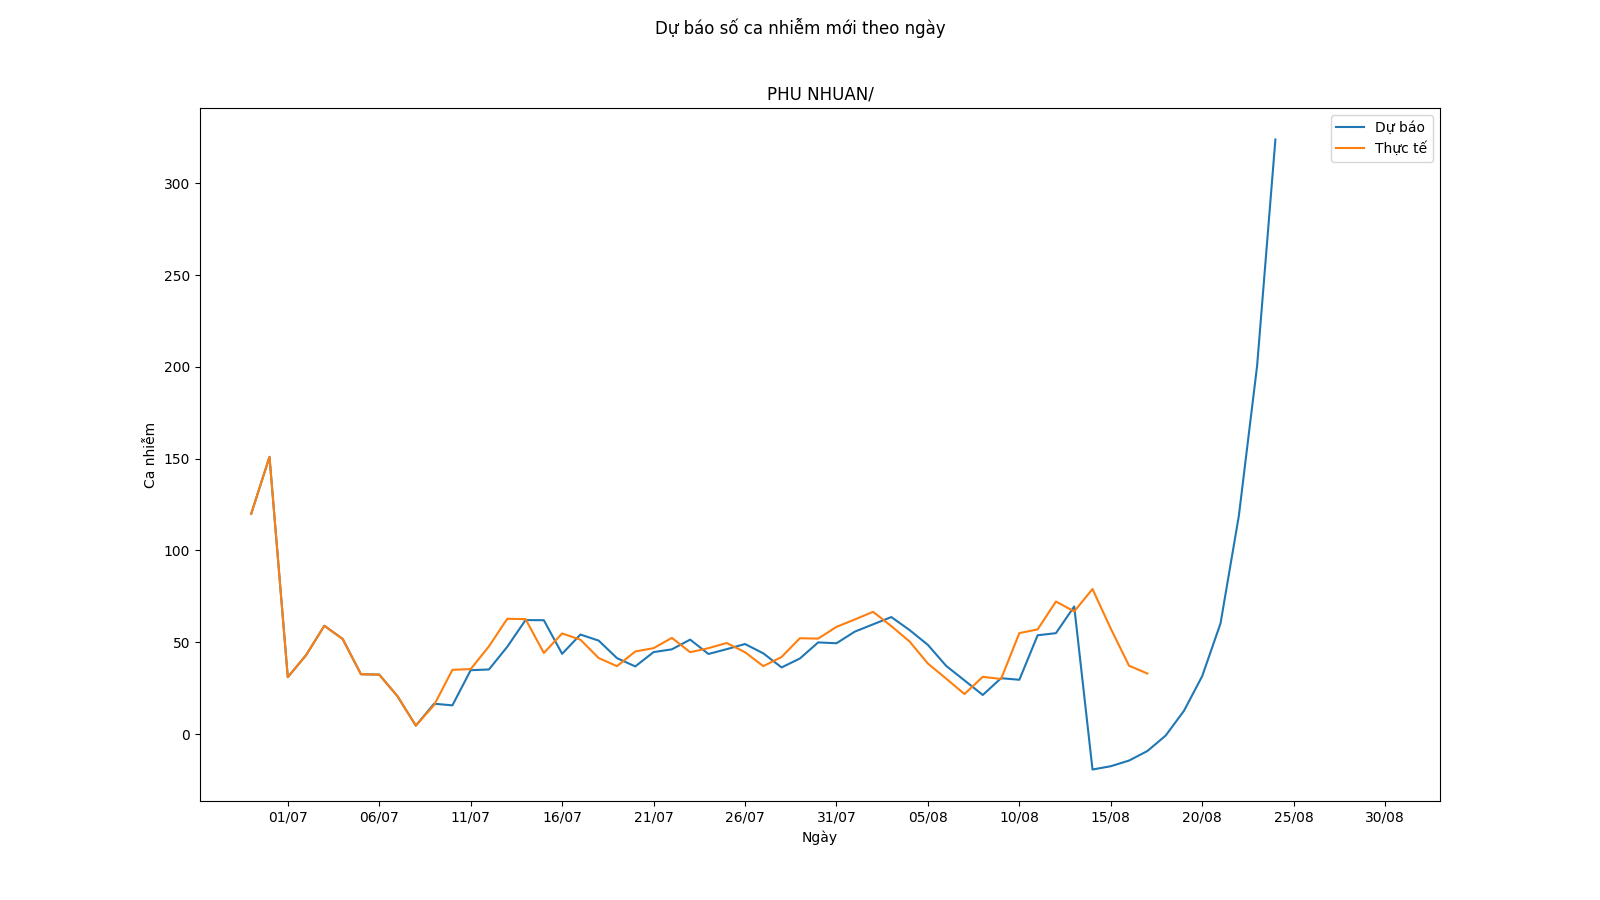 Dự báo số ca nhiễm mới theo ngày
PHU NHUAN/
Dự báo
Thực tế
300
250
200
150
100
50
0
Ca nhiễm
01/07 06/07 11/07 16/07 21/07 26/07 31/07 05/08 10/08 15/08 20/08 25/08 30/08
Ngày